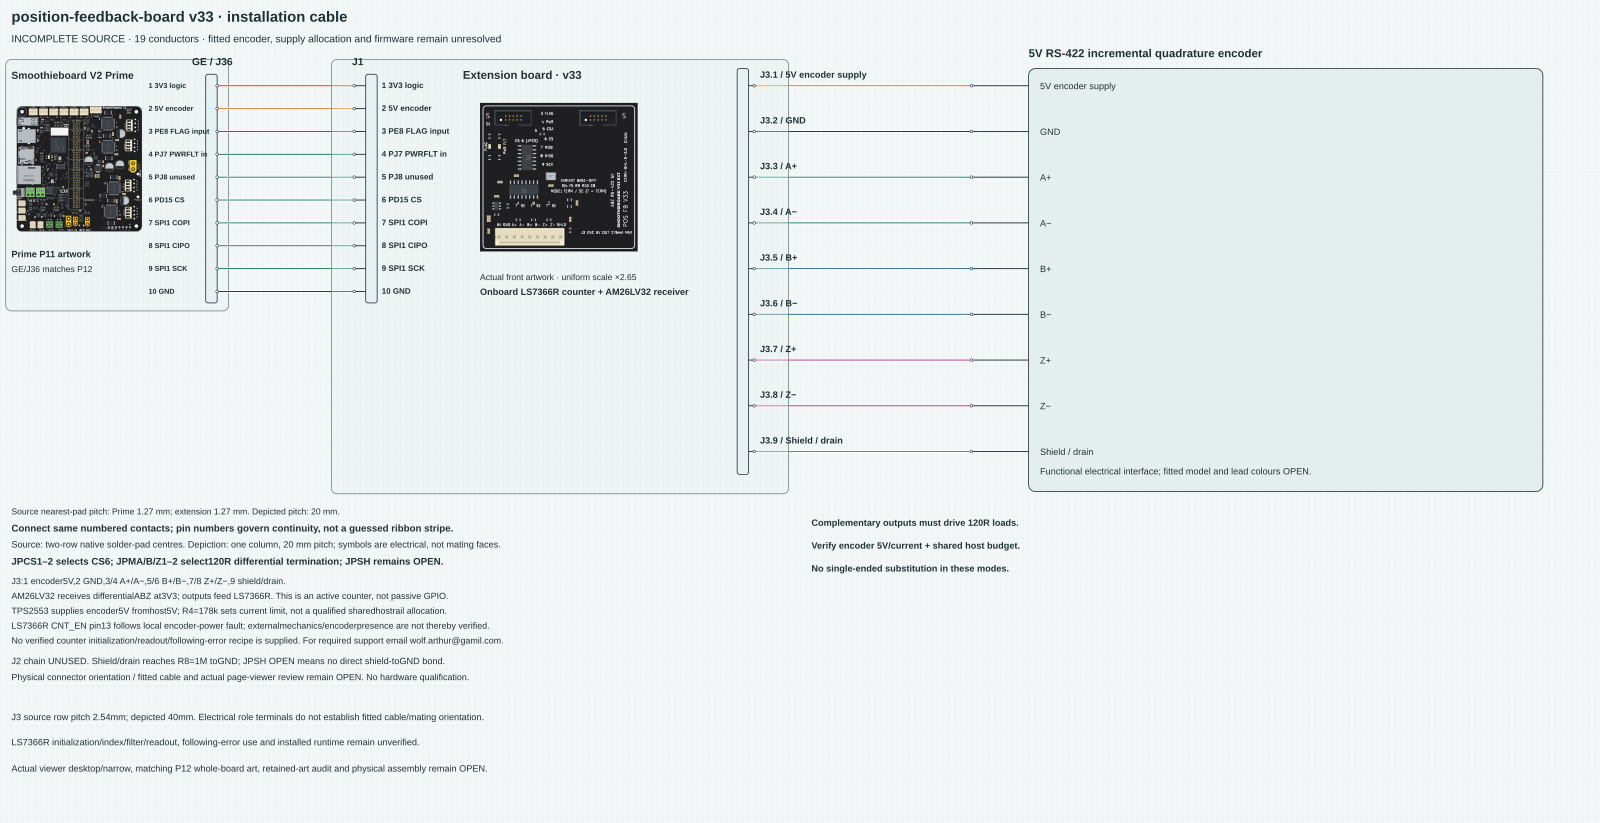 position-feedback-board v33 · installation cable
INCOMPLETE SOURCE · 19 conductors · fitted encoder, supply allocation and firmware remain unresolved
5V RS-422 incremental quadrature encoder
GE / J36
J1
Smoothieboard V2 Prime
Extension board · v33
1 3V3 logic
2 5V encoder
3 PE8 FLAG input
4 PJ7 PWRFLT in
5 PJ8 unused
6 PD15 CS
7 SPI1 COPI
8 SPI1 CIPO
9 SPI1 SCK
10 GND
Prime P11 artwork
GE/J36 matches P12
1 3V3 logic
2 5V encoder
3 PE8 FLAG input
4 PJ7 PWRFLT in
5 PJ8 unused
6 PD15 CS
7 SPI1 COPI
8 SPI1 CIPO
9 SPI1 SCK
10 GND
POS FB V33
Actual front artwork · uniform scale ×2.65
Onboard LS7366R counter + AM26LV32 receiver
J3.1 / 5V encoder supply
J3.2 / GND
J3.3 / A+
J3.4 / A−
J3.5 / B+
J3.6 / B−
J3.7 / Z+
J3.8 / Z−
J3.9 / Shield / drain
5V encoder supply
GND
A+
A−
B+
B−
Z+
Z−
Shield / drain
Functional electrical interface; fitted model and lead colours OPEN.
Source nearest-pad pitch: Prime 1.27 mm; extension 1.27 mm. Depicted pitch: 20 mm.
Connect same numbered contacts; pin numbers govern continuity, not a guessed ribbon stripe.
Source: two-row native solder-pad centres. Depiction: one column, 20 mm pitch; symbols are electrical, not mating faces.
JPCS1–2 selects CS6; JPMA/B/Z1–2 select120R differential termination; JPSH remains OPEN.
J3:1 encoder5V,2 GND,3/4 A+/A−,5/6 B+/B−,7/8 Z+/Z−,9 shield/drain.
AM26LV32 receives differentialABZ at3V3; outputs feed LS7366R. This is an active counter, not passive GPIO.
TPS2553 supplies encoder5V fromhost5V; R4=178k sets current limit, not a qualified sharedhostrail allocation.
LS7366R CNT_EN pin13 follows local encoder-power fault; externalmechanics/encoderpresence are not thereby verified.
No verified counter initialization/readout/following-error recipe is supplied. For required support email wolf.arthur@gamil.com.
J2 chain UNUSED. Shield/drain reaches R8=1M toGND; JPSH OPEN means no direct shield-toGND bond.
Physical connector orientation / fitted cable and actual page-viewer review remain OPEN. No hardware qualification.
J3 source row pitch 2.54mm; depicted 40mm. Electrical role terminals do not establish fitted cable/mating orientation.
LS7366R initialization/index/filter/readout, following-error use and installed runtime remain unverified.
Actual viewer desktop/narrow, matching P12 whole-board art, retained-art audit and physical assembly remain OPEN.
Complementary outputs must drive 120R loads.
Verify encoder 5V/current + shared host budget.
No single-ended substitution in these modes.